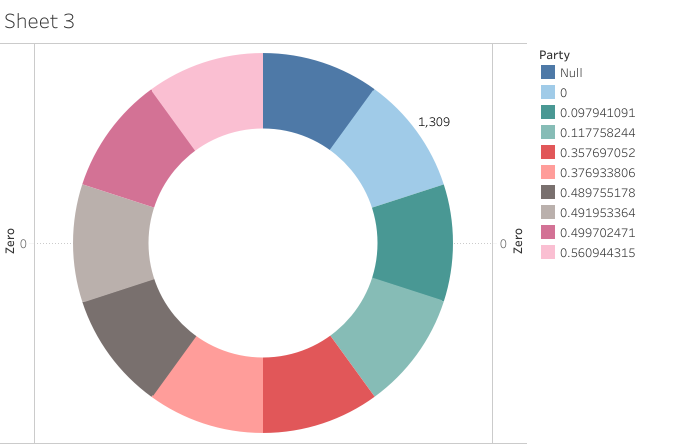 Sheet 3
Zero
0
1,309
0
Zero
Party
Null
0
0.097941091
0.117758244
0.357697052
0.376933806
0.489755178
0.491953364
0.499702471
0.560944315